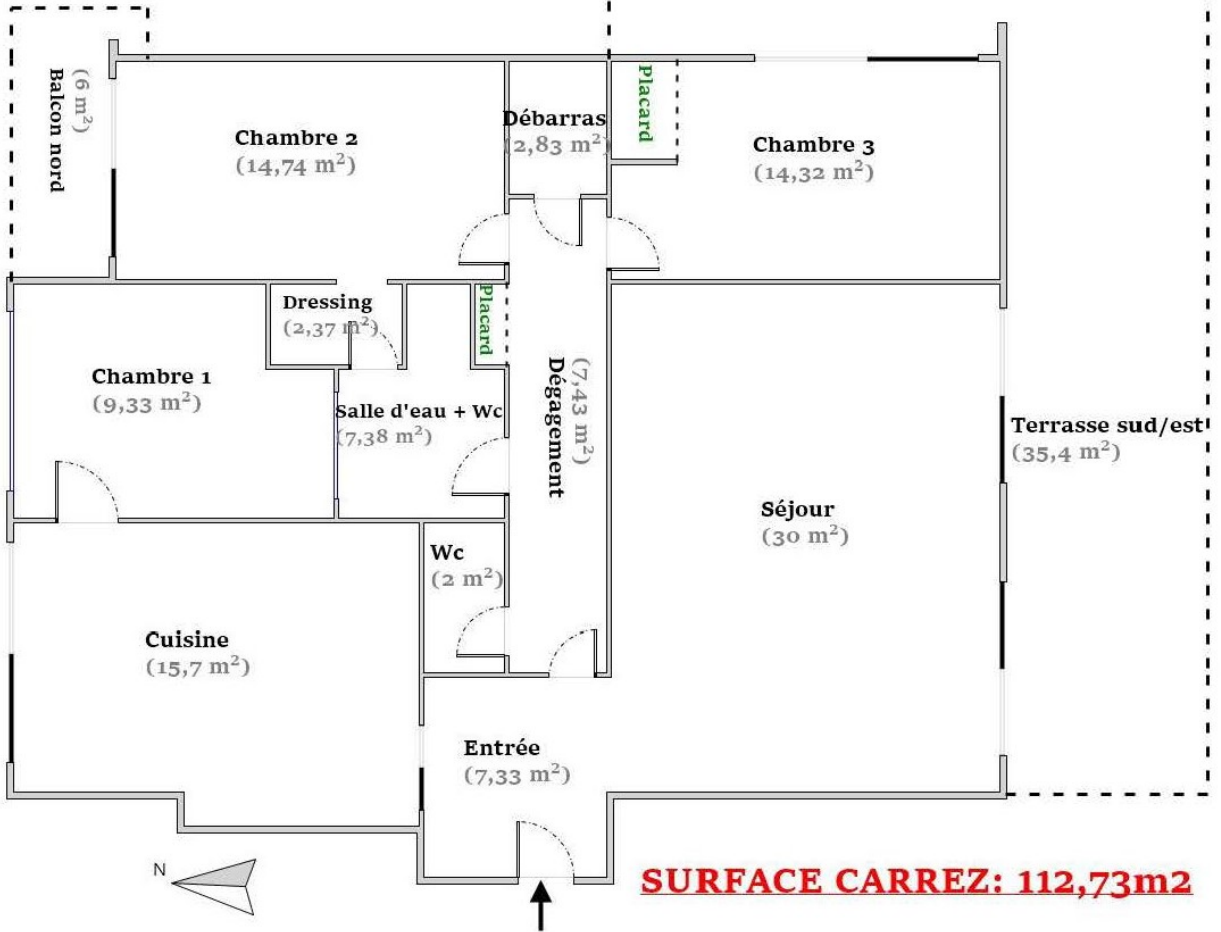 Balcon nord
(6 m²)
Chambre 2
(14,74 m²)
Débarras
(2,83 m²)
Placard
Chambre 3
(14,32 m²)
Dressing
(2,37 m²)
Placard
Chambre 1
(9,33 m²)
Salle d'eau + Wc
(7,38 m²)
Dégagement
(7,43 m²)
Terrasse sud/est
(35,4 m²)
Séjour
(30 m²)
Wc
(2 m²)
Cuisine
(15,7 m²)
Entrée
(7,33 m²)
N
SURFACE CARREZ: 112,73m2